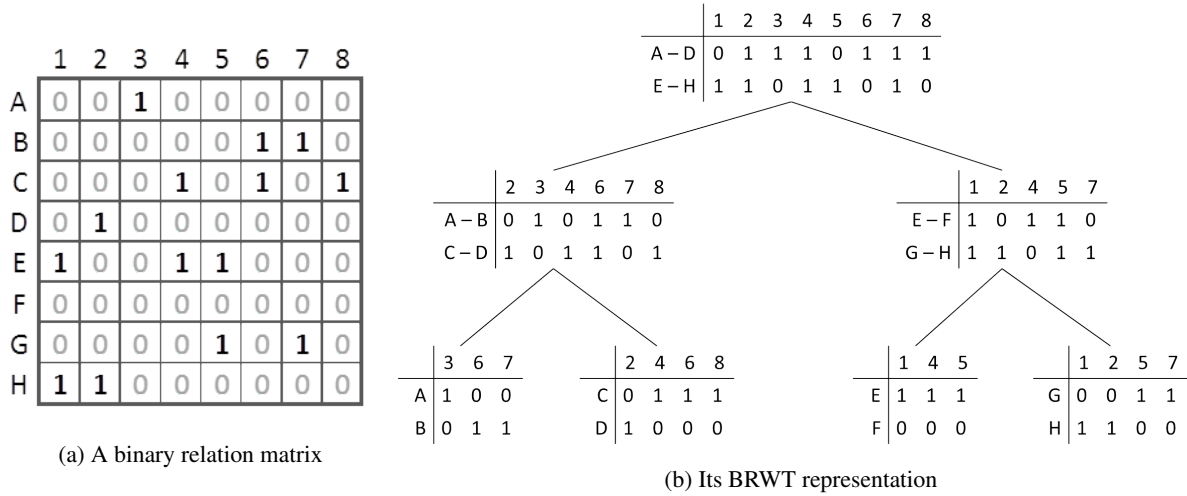 1 2 3 4 5 6 7 8
A 0 0 1 0 0 0 0 0
B 0 0 0 0 0 1 1 0
C 0 0 0 1 0 1 0 1
D 0 1 0 0 0 0 0 0
E 1 0 0 1 1 0 0 0
F 0 0 0 0 0 0 0 0
G 0 0 0 0 1 0 1 0
H 1 1 0 0 0 0 0 0
(a) A binary relation matrix
1 2 3 4 5 6 7 8
A – D 0 1 1 1 0 1 1 1
E – H 1 1 0 1 1 0 1 0
2 3 4 6 7 8
A – B 0 1 0 1 1 0
C – D 1 0 1 1 0 1
1 2 4 5 7
E – F 1 0 1 1 0
G – H 1 1 0 1 1
3 6 7
A 1 0 0
B 0 1 1
2 4 6 8
C 0 1 1 1
D 1 0 0 0
1 4 5
E 1 1 1
F 0 0 0
1 2 5 7
G 0 0 1 1
H 1 1 0 0
(b) Its BRWT representation